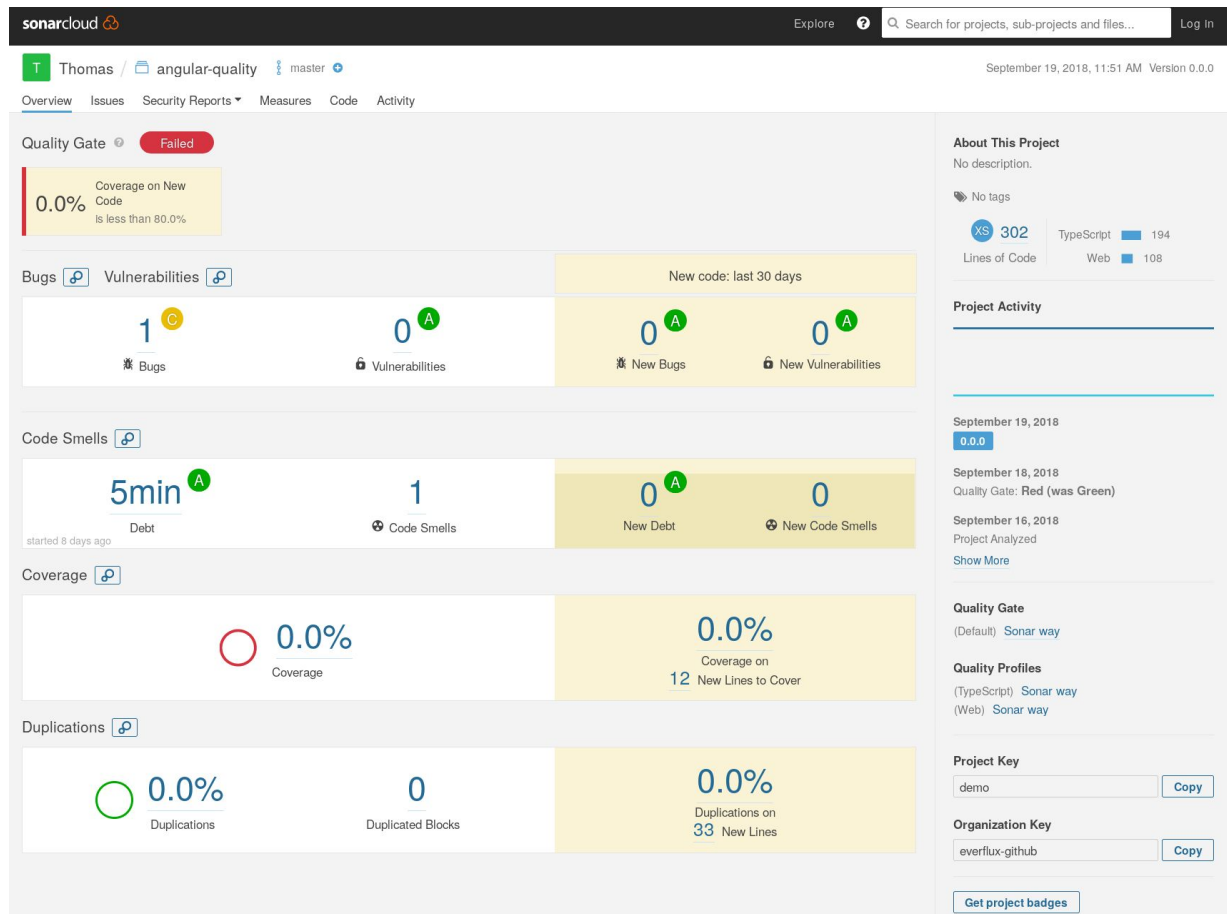 sonarcloud
Explore ? Search for projects, sub-projects and files... Log In
T Thomas / angular-quality master
September 19, 2018, 11:51 AM Version 0.0.0
Overview Issues Security Reports Measures Code Activity
Quality Gate ? Failed
0.0%
Coverage on New
Code
is less than 80.0%
Bugs Vulnerabilities
New code: last 30 days
1 C
Bugs
0 A
Vulnerabilities
0 A
New Bugs
0 A
New Vulnerabilities
Code Smells
5min A
Debt
started 8 days ago
1
Code Smells
0 A
New Debt
0
New Code Smells
Coverage
0.0%
Coverage
0.0%
Coverage on
12 New Lines to Cover
Duplications
0.0%
Duplications
0
Duplicated Blocks
0.0%
Duplications on
33 New Lines
About This Project
No description.
No tags
XS 302
Lines of Code
TypeScript 194
Web 108
Project Activity
September 19, 2018
0.0.0
September 18, 2018
Quality Gate: Red (was Green)
September 16, 2018
Project Analyzed
Show More
Quality Gate
(Default) Sonar way
Quality Profiles
(TypeScript) Sonar way
(Web) Sonar way
Project Key
demo Copy
Organization Key
everflux-github Copy
Get project badges